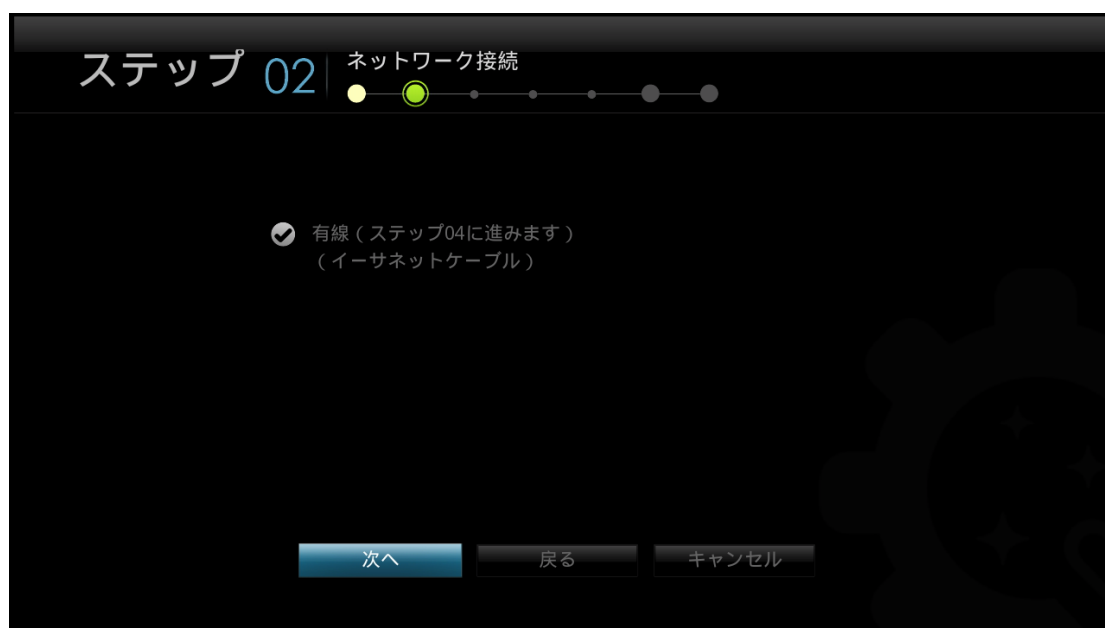 ステップ 02
ネットワーク接続
有線（ステップ04に進みます）
（イーサネットケーブル）
次へ
戻る
キャンセル